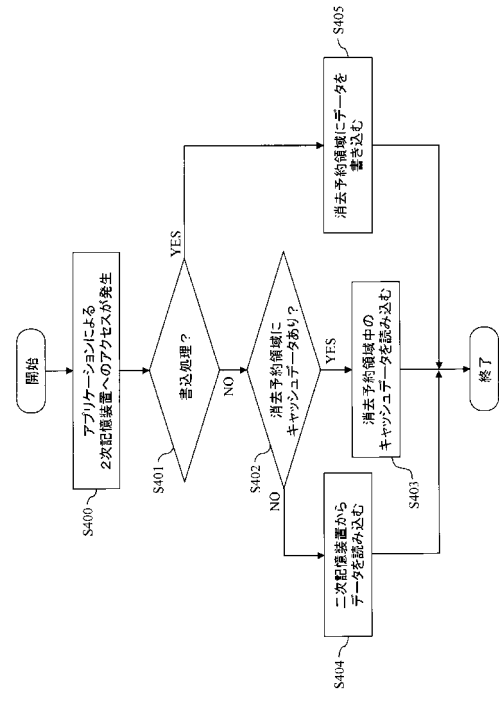 開始
アプリケーションによる
2次記憶装置へのアクセスが発生
S400
書込処理？
S401
YES
NO
消去予約領域に
キャッシュデータあり？
S402
NO
YES
二次記憶装置から
データを読み込む
S404
消去予約領域中の
キャッシュデータを読み込む
S403
消去予約領域にデータを
書き込む
S405
終了